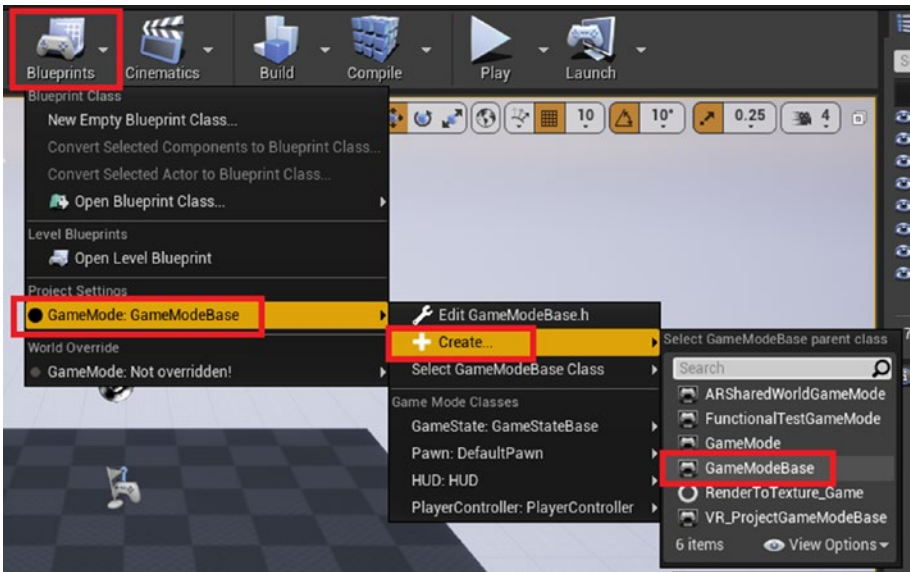 Blueprints Cinematics Build Compile Play Launch
Blueprint Class
New Empty Blueprint Class...
Convert Selected Components to Blueprint Class...
Convert Selected Actor to Blueprint Class...
Open Blueprint Class...
10 10° 0.25 4
Level Blueprints
Open Level Blueprint
Project Settings
GameMode: GameModeBase
World Override
GameMode: Not overridden!
Edit GameModeBase.h
Create...
Select GameModeBase Class
Game Mode Classes
GameState: GameStateBase
Pawn: DefaultPawn
HUD: HUD
PlayerController: PlayerController
Select GameModeBase parent class
Search
ARSharedWorldGameMode
FunctionalTestGameMode
GameMode
GameModeBase
RenderToTexture_Game
VR_ProjectGameModeBase
6 items View Options